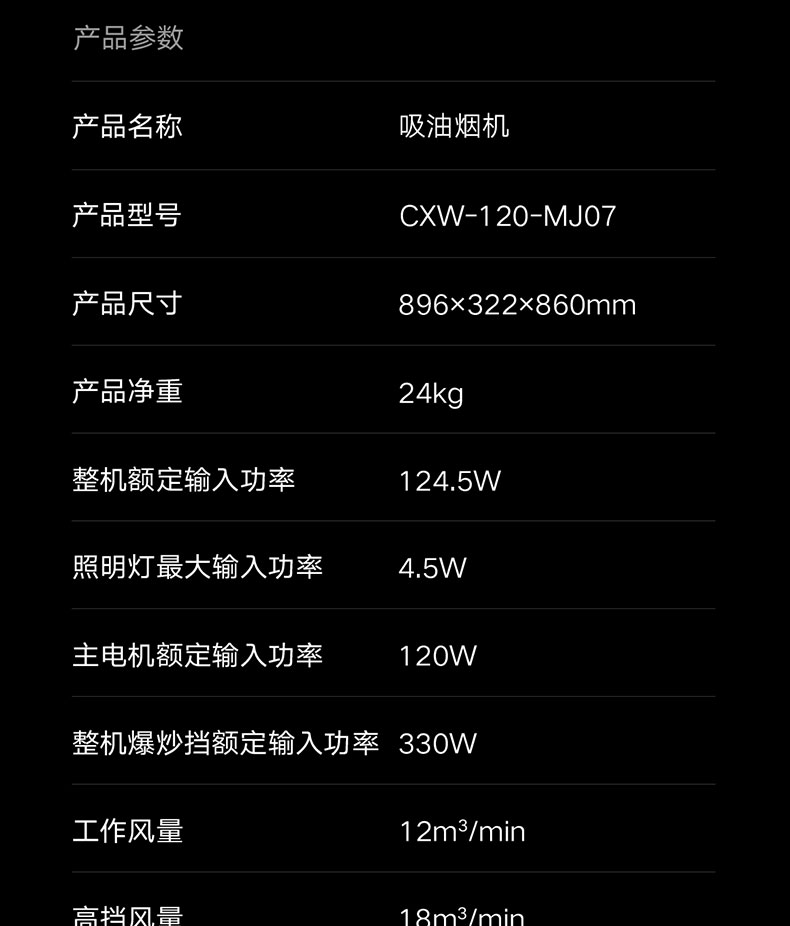 产品参数
产品名称 吸油烟机
产品型号 CXW-120-MJ07
产品尺寸 896×322×860mm
产品净重 24kg
整机额定输入功率 124.5W
照明灯最大输入功率 4.5W
主电机额定输入功率 120W
整机爆炒挡额定输入功率 330W
工作风量 12m³/min
高挡风量 18m³/min